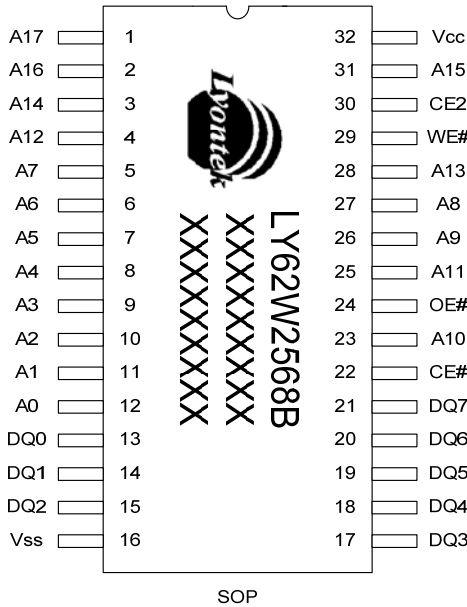 A17 1 32 Vcc
A16 2 31 A15
A14 3 30 CE2
A12 4 29 WE#
A7 5 28 A13
A6 6 27 A8
A5 7 26 A9
A4 8 25 A11
A3 9 24 OE#
A2 10 23 A10
A1 11 22 CE#
A0 12 21 DQ7
DQ0 13 20 DQ6
DQ1 14 19 DQ5
DQ2 15 18 DQ4
Vss 16 17 DQ3
Lyontek
LY62W2568B
XXXXXXXX
XXXXXXXX
SOP